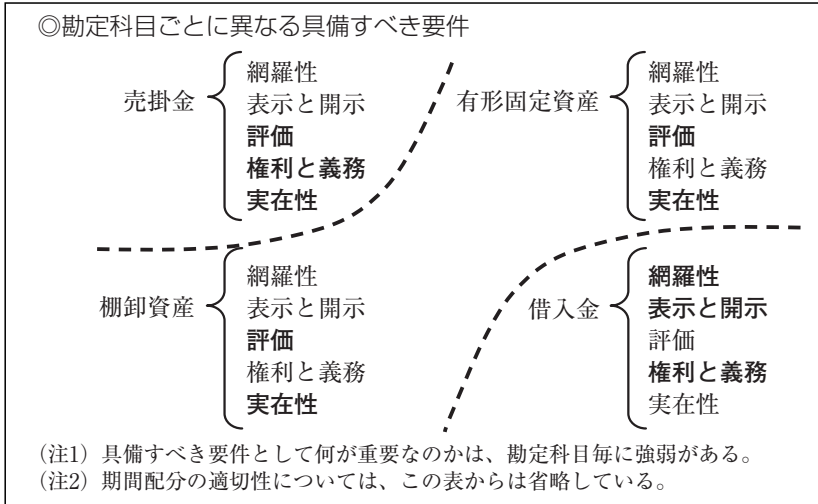 ◎勘定科目ごとに異なる具備すべき要件
売掛金
網羅性
表示と開示
評価
権利と義務
実在性
有形固定資産
網羅性
表示と開示
評価
権利と義務
実在性
棚卸資産
網羅性
表示と開示
評価
権利と義務
実在性
借入金
網羅性
表示と開示
評価
権利と義務
実在性
（注1）具備すべき要件として何が重要なのかは、勘定科目毎に強弱がある。
（注2）期間配分の適切性については、この表からは省略している。